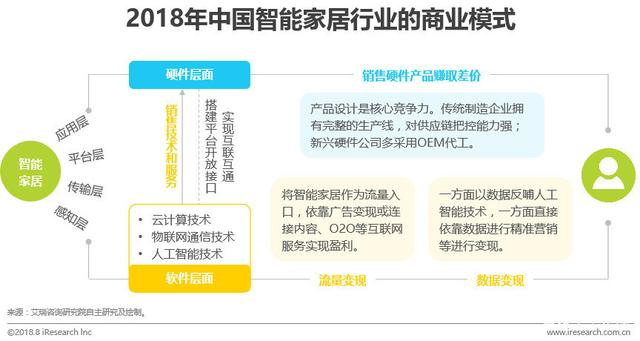 2018年中国智能家居行业的商业模式
硬件层面
销售硬件产品赚取差价
产品设计是核心竞争力。传统制造企业拥
有完整的生产线，对供应链把控能力强；
新兴硬件公司多采用OEM代工。
智能
家居
应用层
平台层
传输层
感知层
销售技术和服务
搭建平台开放接口
实现互联互通
• 云计算技术
• 物联网通信技术
• 人工智能技术
软件层面
将智能家居作为流量入
口，依靠广告变现或连
接内容、O2O等互联网
服务实现盈利。
流量变现
一方面以数据反哺人工
智能技术，一方面直接
依靠数据进行精准营销
等进行变现。
数据变现
来源：艾瑞咨询研究院自主研究及绘制。
©2018.8 iResearch Inc
www.iresearch.com.cn